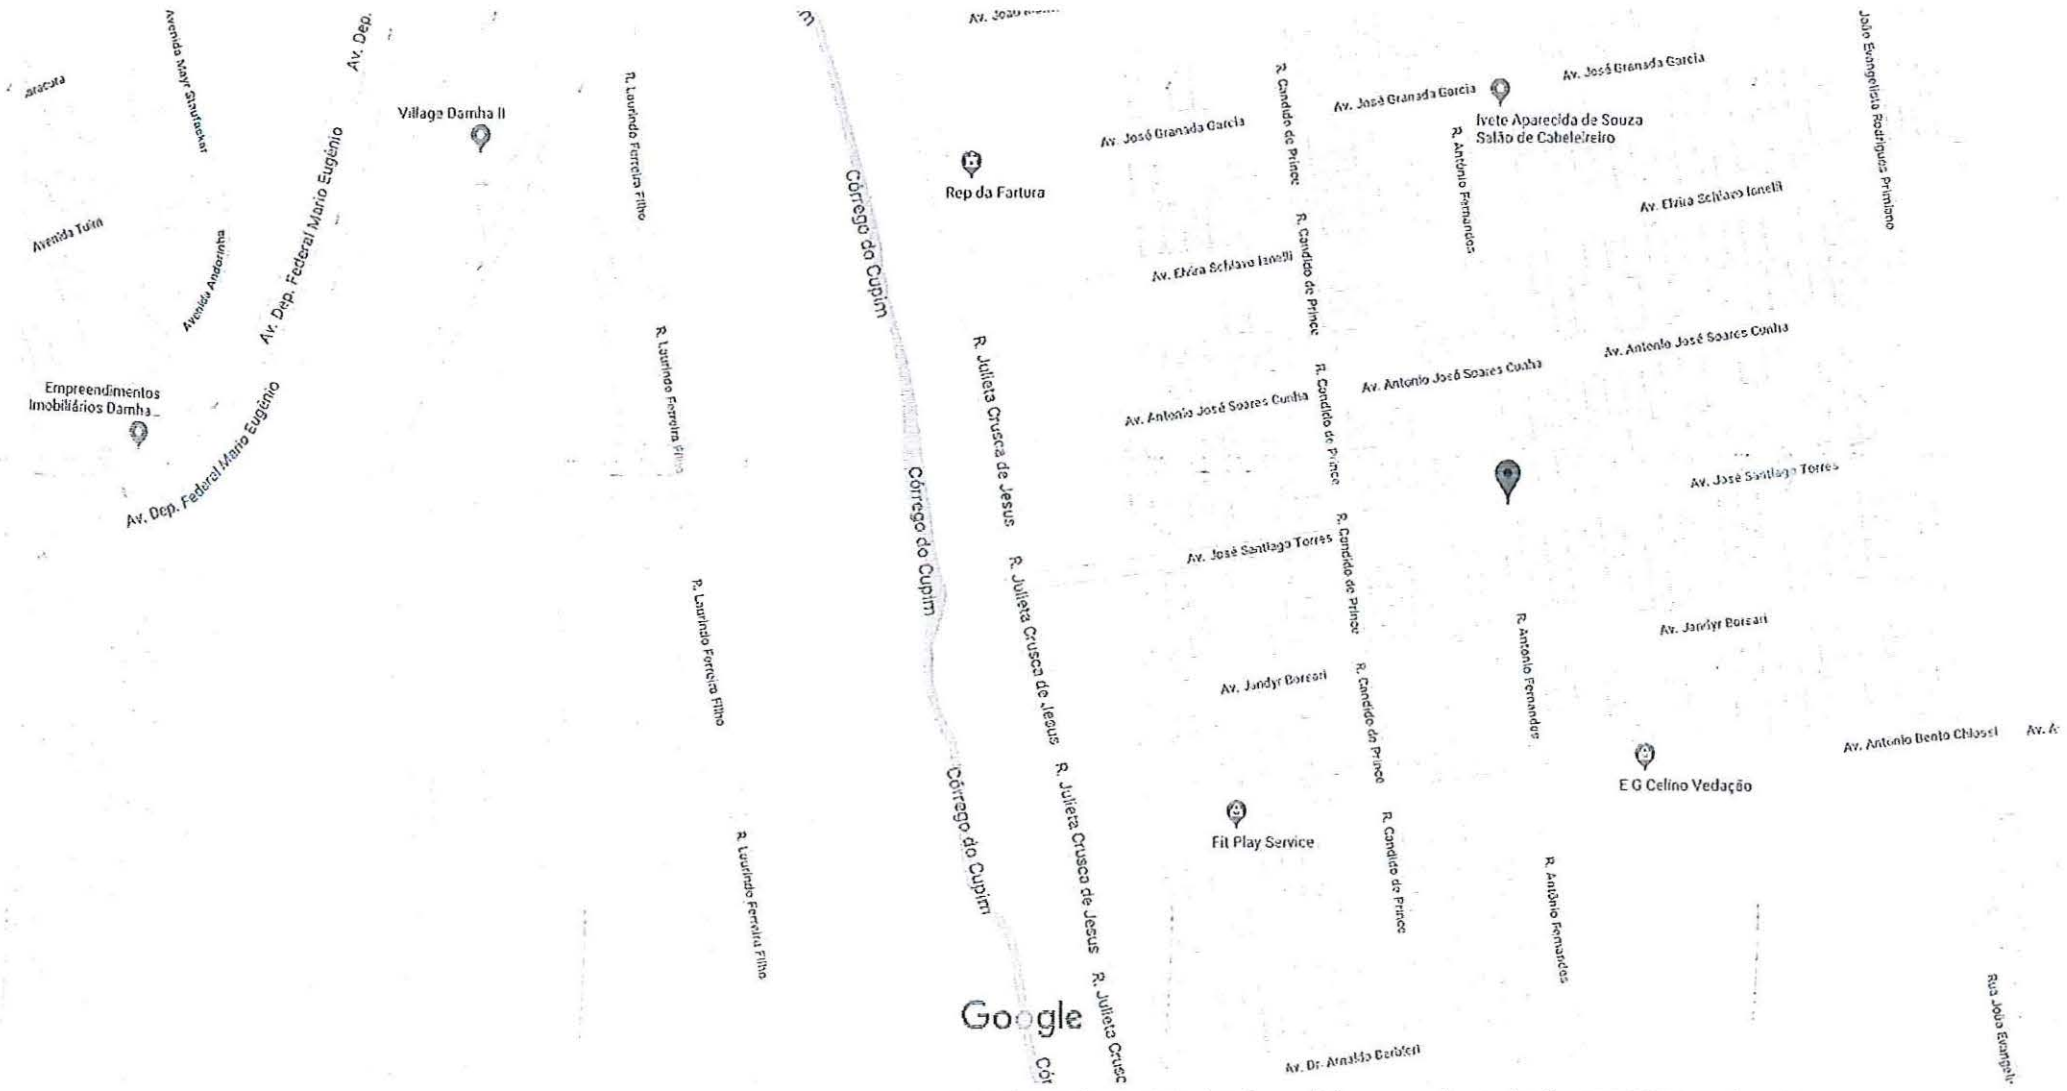 Av. Dep.
Avenida Mayr Staufackar
Av. Dep. Federal Mario Eugênio
Village Damha II
R. Laurindo Ferreira Filho
Córrego do Cupim
Rep da Fartura
Av. José Granada Garcia
R. Candido de Prince
Av. José Granada Garcia
Av. José Granada Garcia
Ivete Aparecida de Souza
Salão de Cabeleireiro
R. Antônio Fernandes
João Evangelista Rodrigues Primiano
Avenida Tuim
Avenida Andorinha
Av. Elvira Schiavo Ianelli
R. Candido de Prince
Av. Elvira Schiavo Ianelli
Empreendimentos
Imobiliários Damha...
Av. Dep. Federal Mario Eugênio
R. Laurindo Ferreira Filho
R. Julieta Crusca de Jesus
Av. Antonio José Soares Cunha
R. Candido de Prince
Av. Antonio José Soares Cunha
Av. Antonio José Soares Cunha
Córrego do Cupim
Av. José Santiago Torres
Av. José Santiago Torres
R. Candido de Prince
R. Laurindo Ferreira Filho
R. Julieta Crusca de Jesus
Av. Jandyr Borsari
R. Candido de Prince
R. Antônio Fernandes
Av. Jandyr Borsari
Av. Antonio Bento Chiossi
Av. A
E G Celino Vedação
Córrego do Cupim
R. Julieta Crusca de Jesus
Fit Play Service
R. Candido de Prince
R. Laurindo Ferreira Filho
R. Antônio Fernandes
Google
Cór
R. Julieta Crusc
Av. Dr. Arnaldo Barbieri
Rua João Evangeli